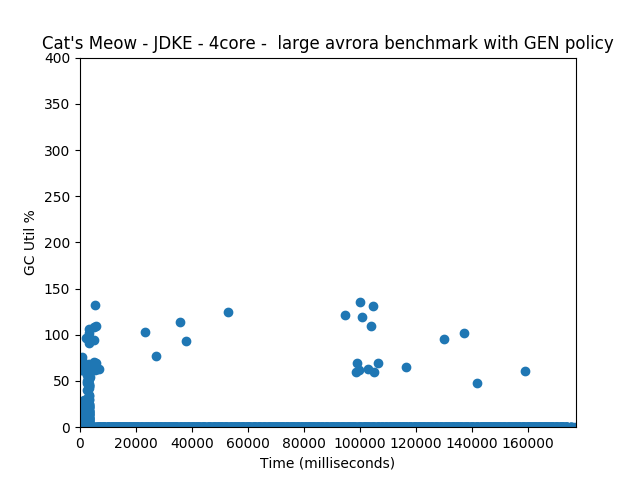 Cat's Meow - JDKE - 4core -  large avrora benchmark with GEN policy
400
350
300
250
200
150
100
50
0
GC Util %
0 20000 40000 60000 80000 100000 120000 140000 160000
Time (milliseconds)